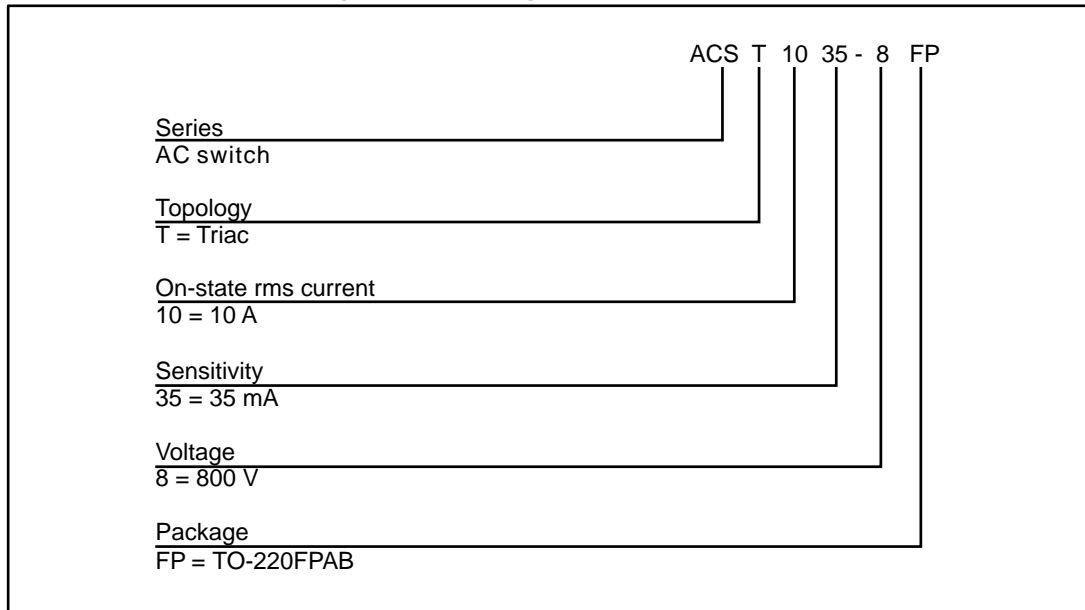 ACS T 10 35 - 8 FP
Series
AC switch
Topology
T = Triac
On-state rms current
10 = 10 A
Sensitivity
35 = 35 mA
Voltage
8 = 800 V
Package
FP = TO-220FPAB